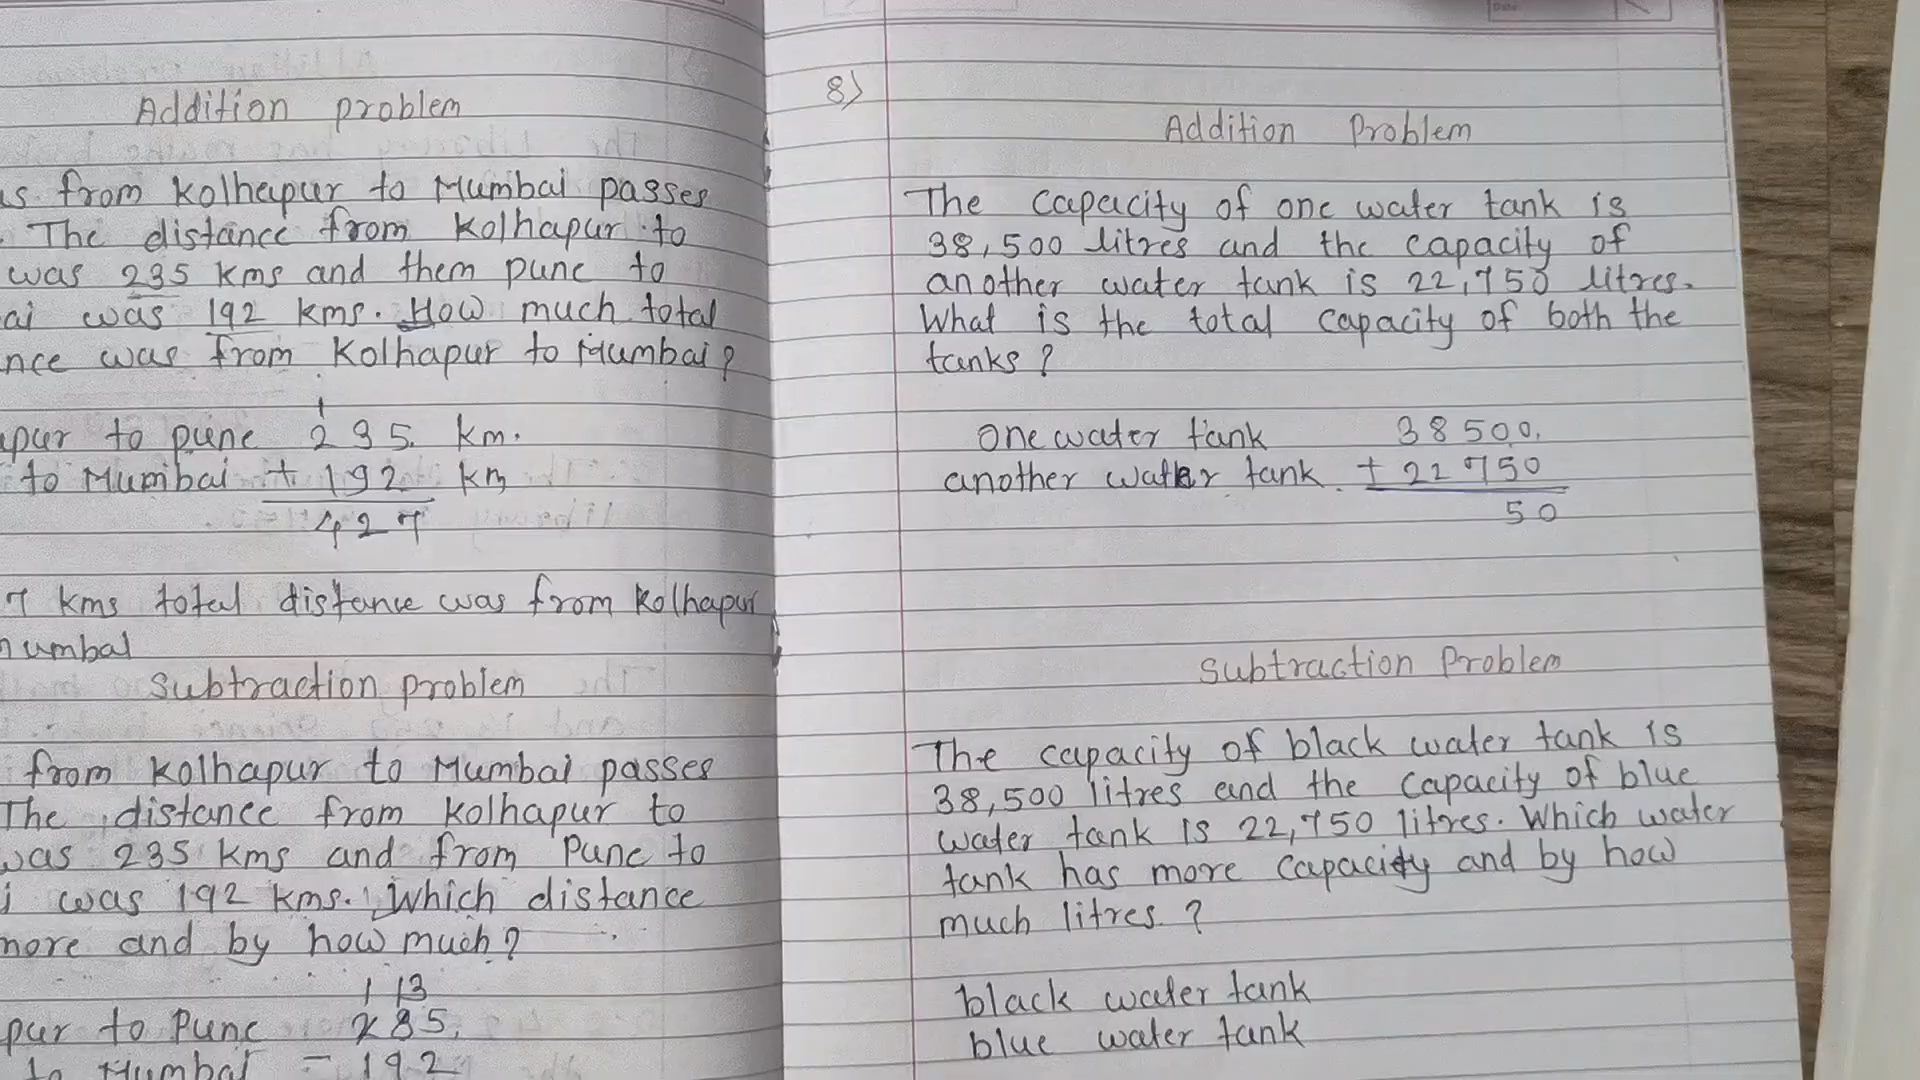 Addition problem
us from Kolhapur to Mumbai passes
. The distance from Kolhapur to
was 235 kms and them pune to
ai was 192 kms. How much total
nce was from Kolhapur to Mumbai?
1
apur to pune 235. km.
to Mumbai + 192 km
427
7 kms total distance was from Kolhapur
mumbai
Subtraction problem
from Kolhapur to Mumbai passes
The distance from Kolhapur to
was 235 kms and from Pune to
i was 192 kms. Which distance
more and by how much?
1 13
pur to Pune 235.
to Mumbai - 192
8)
Addition Problem
The capacity of one water tank is
38,500 litres and the capacity of
another water tank is 22,750 litres.
What is the total capacity of both the
tanks?
one water tank 38500.
another water tank. + 22750
50
Subtraction Problem
The capacity of black water tank is
38,500 litres and the capacity of blue
water tank is 22,750 litres. Which water
tank has more capacity and by how
much litres?
black water tank
blue water tank